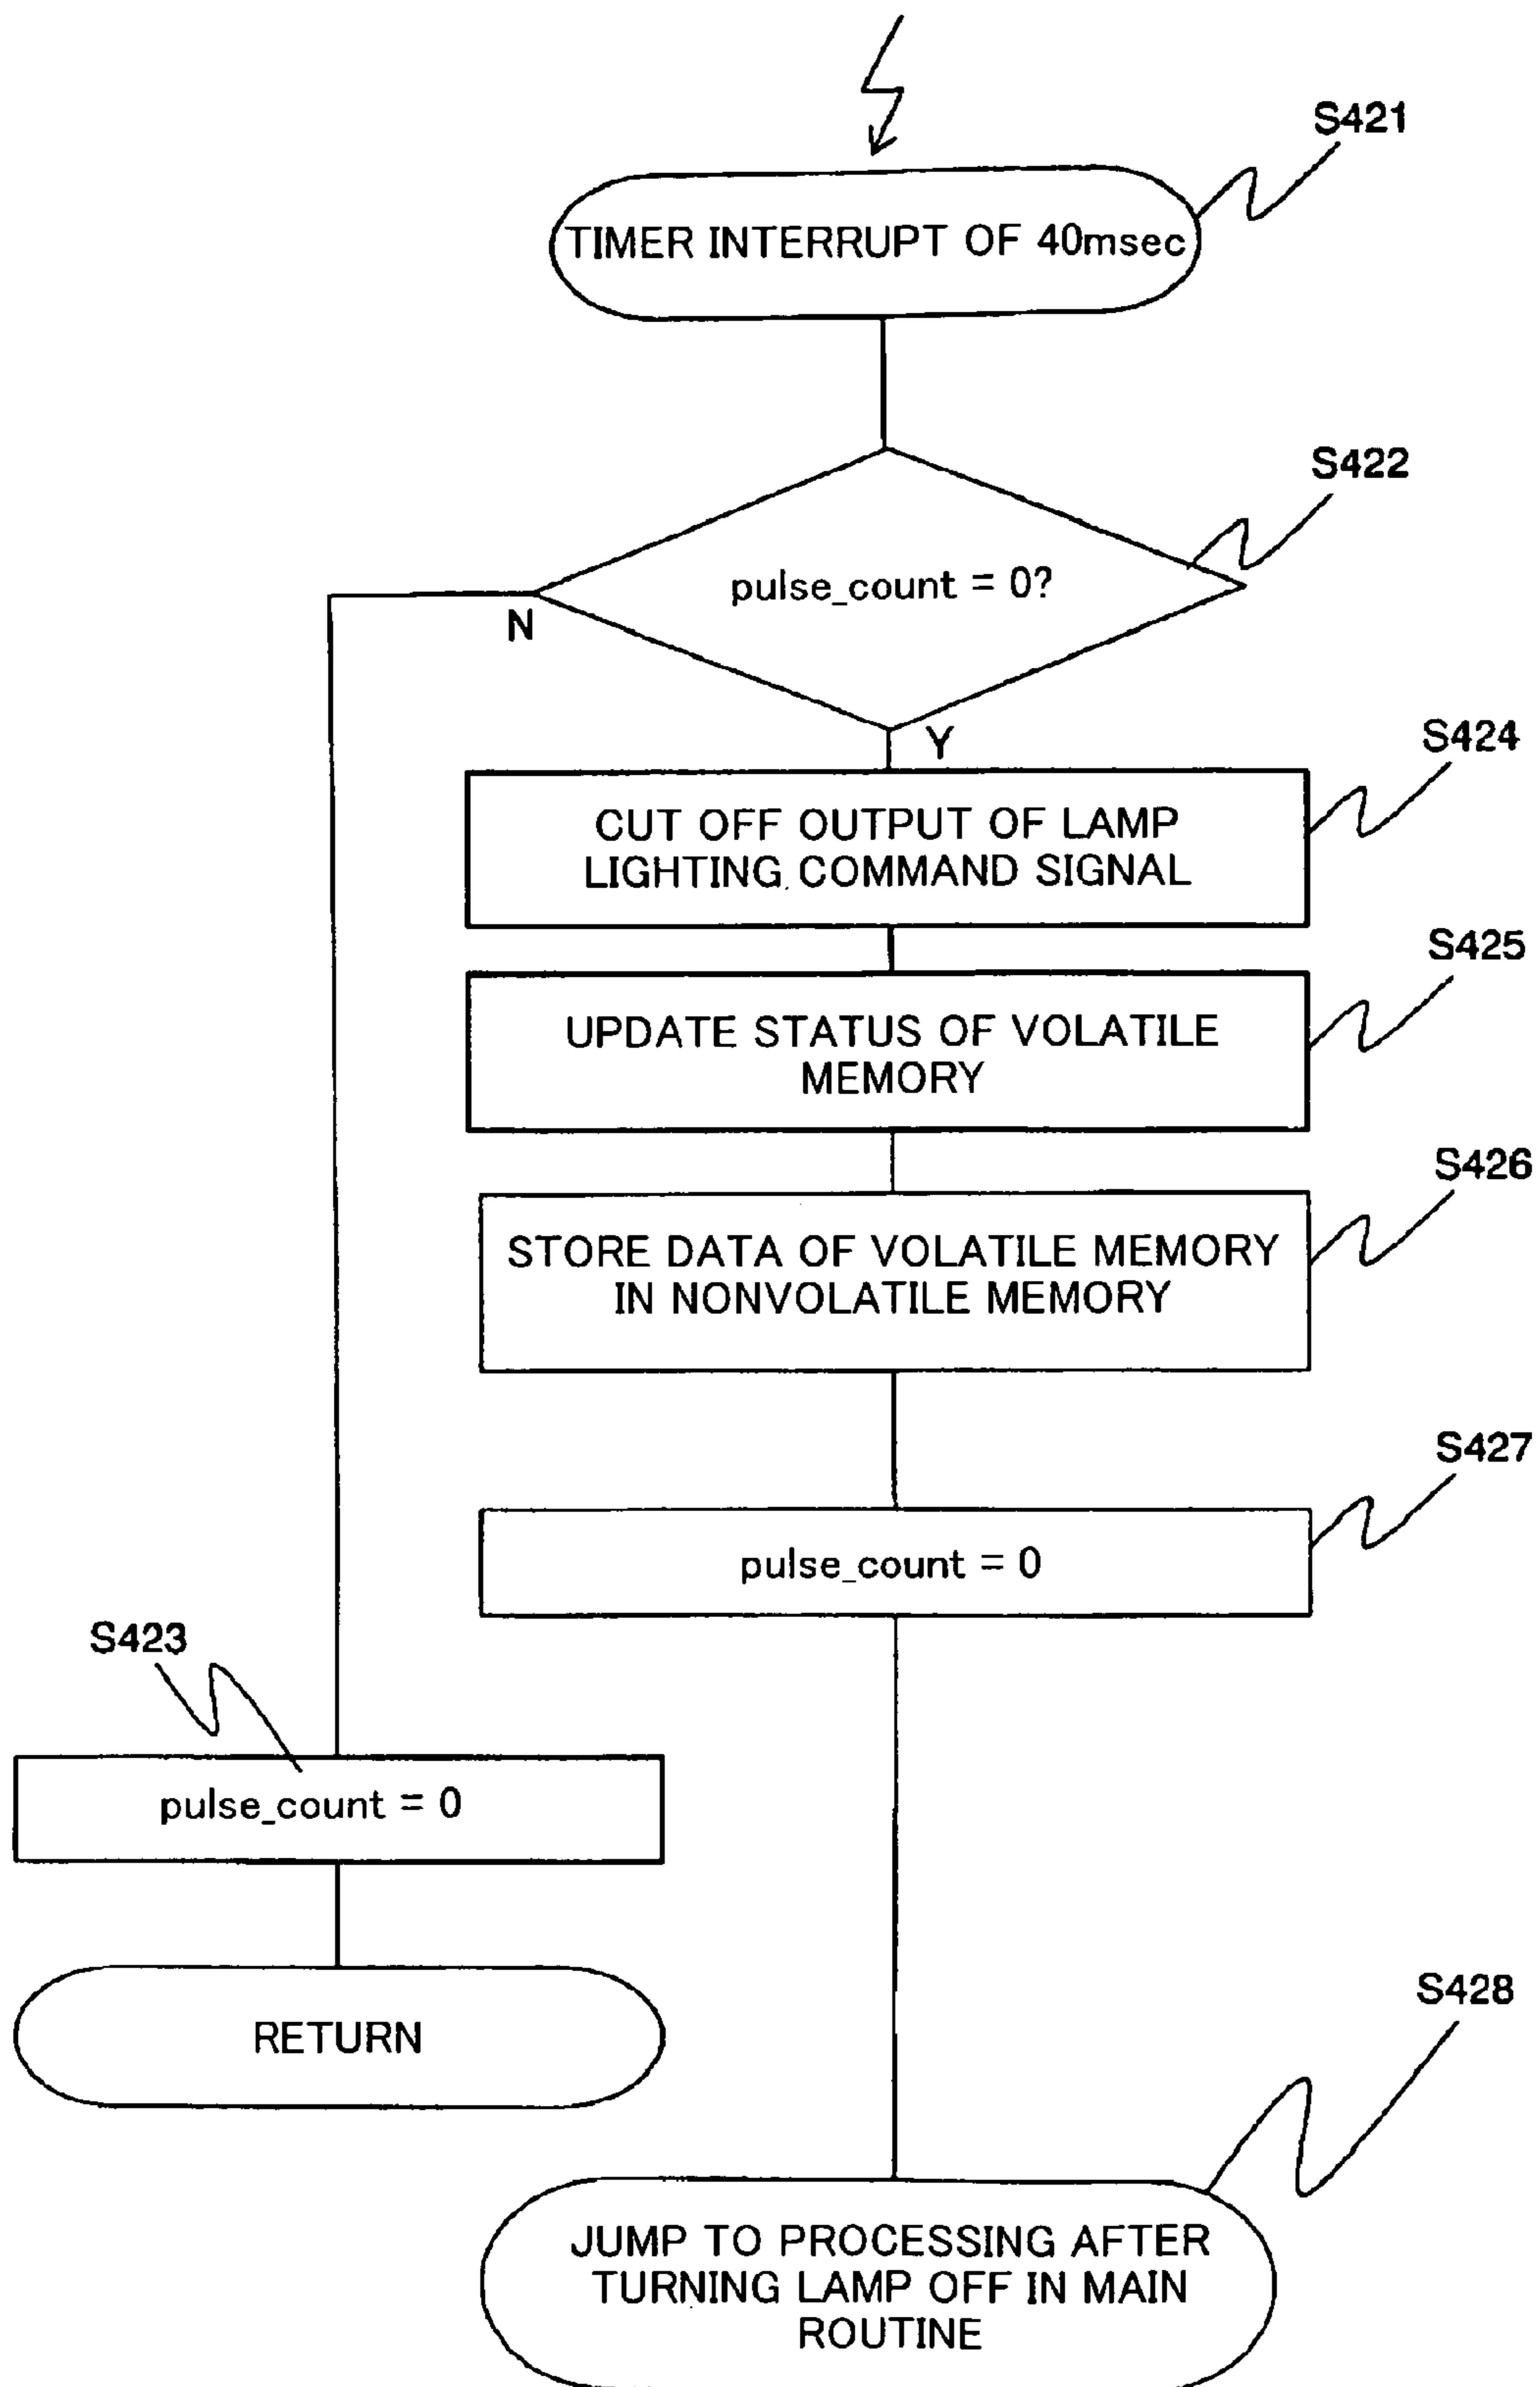 S421
TIMER INTERRUPT OF 40msec
S422
pulse_count = 0?
N
Y
S424
CUT OFF OUTPUT OF LAMP
LIGHTING COMMAND SIGNAL
S425
UPDATE STATUS OF VOLATILE
MEMORY
S426
STORE DATA OF VOLATILE MEMORY
IN NONVOLATILE MEMORY
S427
pulse_count = 0
S423
pulse_count = 0
RETURN
S428
JUMP TO PROCESSING AFTER
TURNING LAMP OFF IN MAIN
ROUTINE